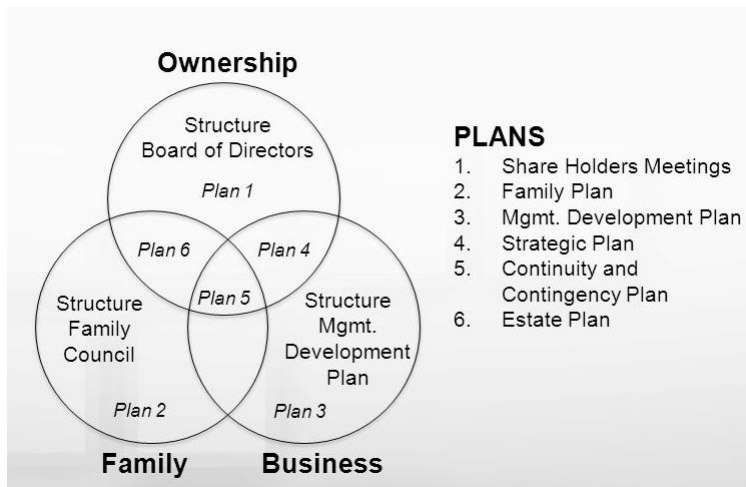 Ownership
Structure
Board of Directors
Plan 1
Plan 6
Plan 4
Plan 5
Structure
Family
Council
Structure
Mgmt.
Development
Plan
Plan 2
Plan 3
Family
Business
PLANS
1. Share Holders Meetings
2. Family Plan
3. Mgmt. Development Plan
4. Strategic Plan
5. Continuity and
Contingency Plan
6. Estate Plan